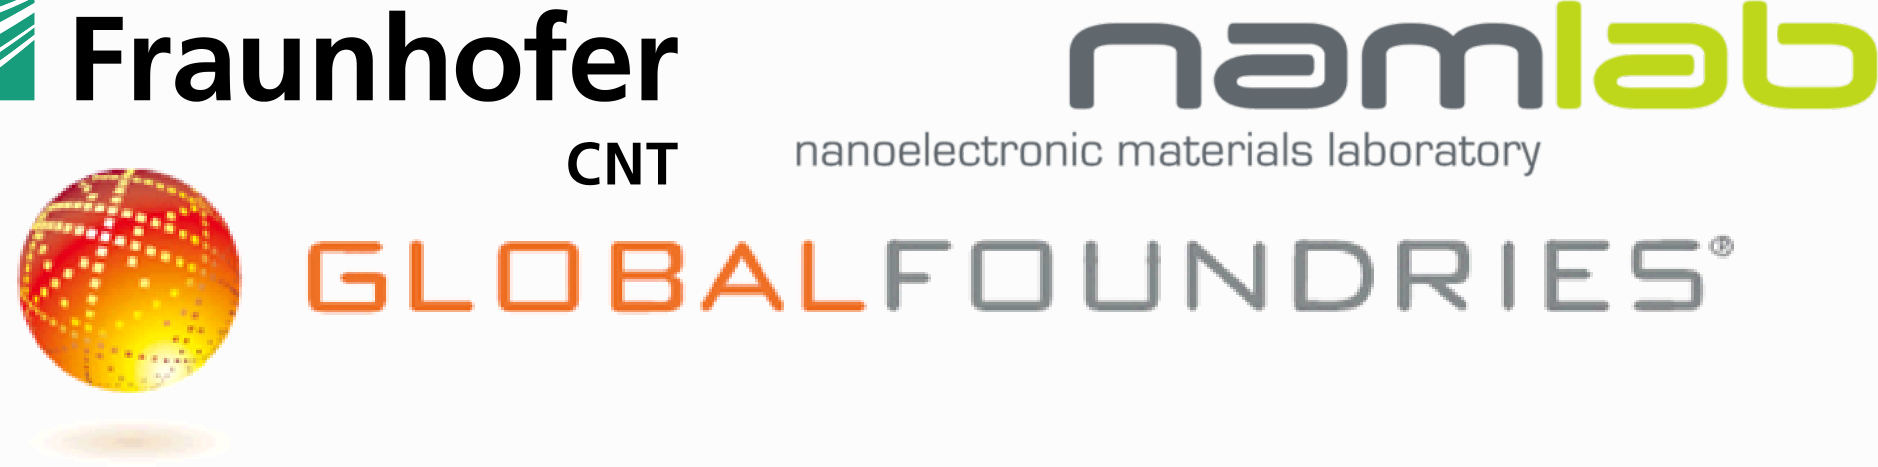 Fraunhofer
CNT
namlab
nanoelectronic materials laboratory
GLOBALFOUNDRIES®